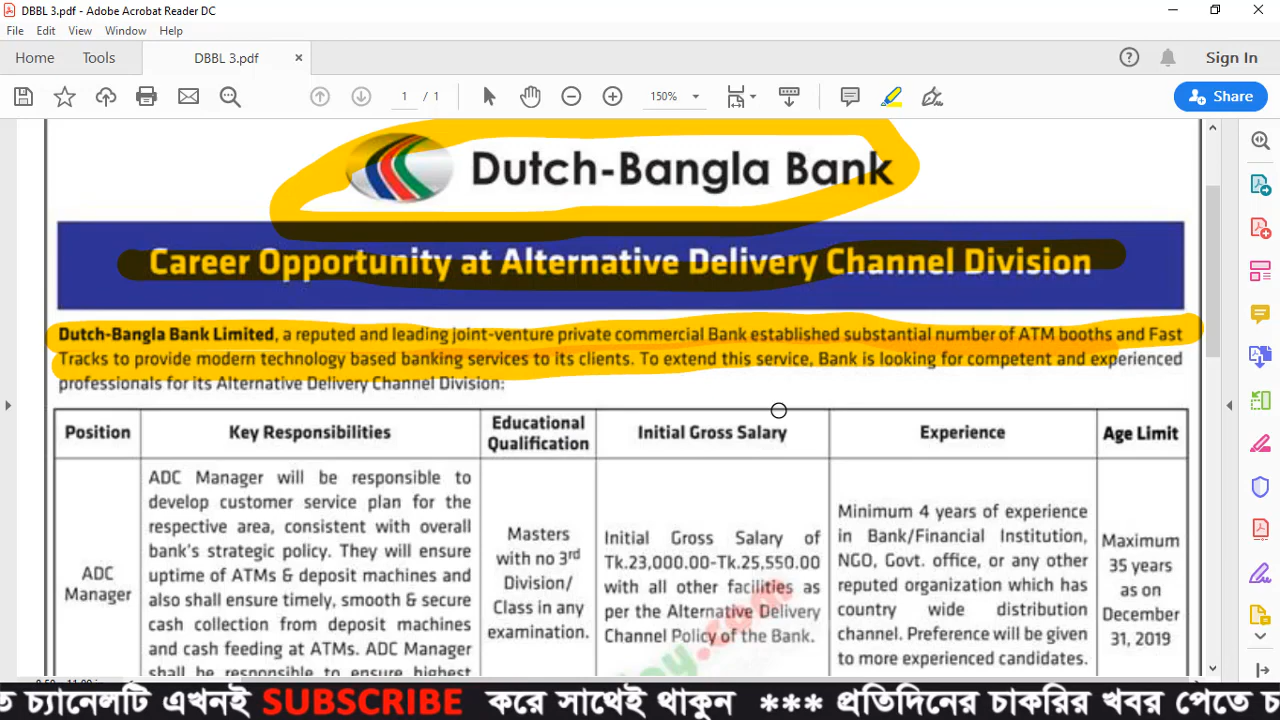 DBBL 3.pdf - Adobe Acrobat Reader DC
File Edit View Window Help
Home Tools DBBL 3.pdf × Sign In
1 / 1 150% Share
Dutch-Bangla Bank
Career Opportunity at Alternative Delivery Channel Division
Dutch-Bangla Bank Limited, a reputed and leading joint-venture private commercial Bank established substantial number of ATM booths and Fast
Tracks to provide modern technology based banking services to its clients. To extend this service, Bank is looking for competent and experienced
professionals for its Alternative Delivery Channel Division:
Position
Key Responsibilities
Educational
Qualification
Initial Gross Salary
Experience
Age Limit
ADC
Manager
ADC Manager will be responsible to
develop customer service plan for the
respective area, consistent with overall
bank's strategic policy. They will ensure
uptime of ATMs & deposit machines and
also shall ensure timely, smooth & secure
cash collection from deposit machines
and cash feeding at ATMs. ADC Manager
shall be responsible to ensure highest
Masters
with no 3rd
Division/
Class in any
examination.
Initial Gross Salary of
Tk.23,000.00-Tk.25,550.00
with all other facilities as
per the Alternative Delivery
Channel Policy of the Bank.
Minimum 4 years of experience
in Bank/Financial Institution,
NGO, Govt. office, or any other
reputed organization which has
country wide distribution
channel. Preference will be given
to more experienced candidates.
Maximum
35 years
as on
December
31, 2019
চ্যানেলটি এখনই SUBSCRIBE করে সাথেই থাকুন *** প্রতিদিনের চাকরির খবর পেতে